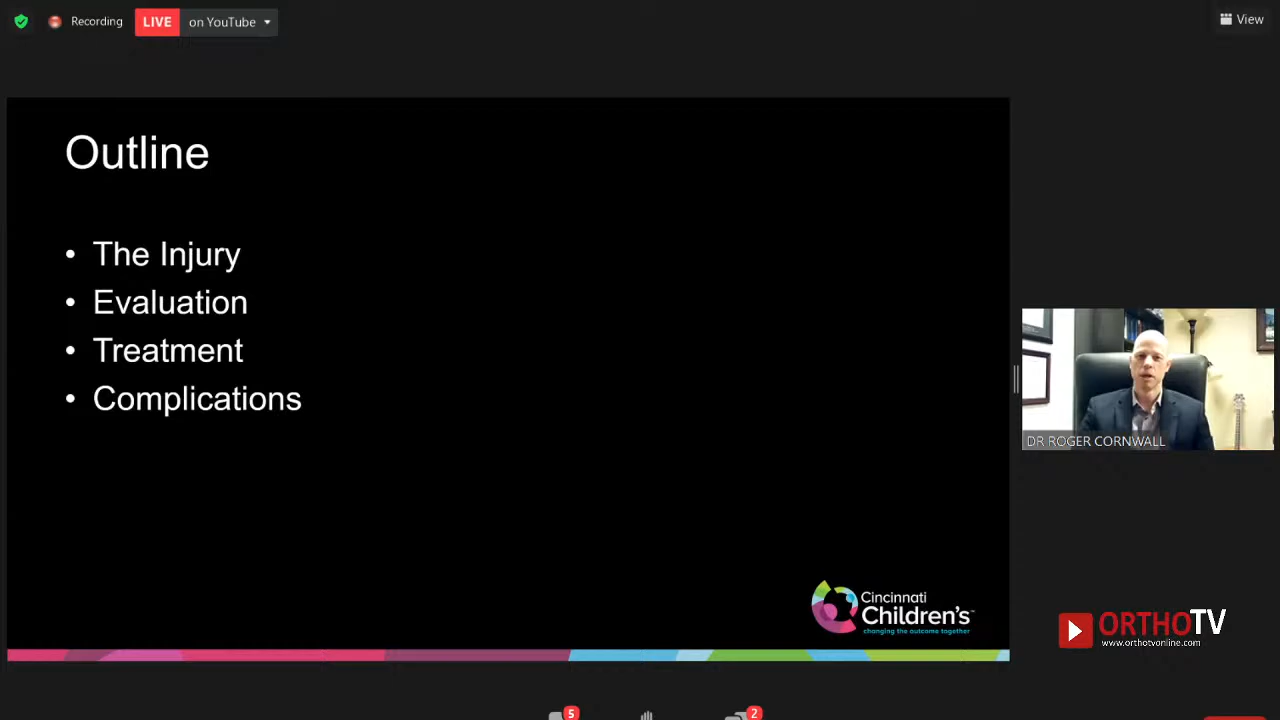 Recording
LIVE on YouTube
View
Outline
• The Injury
• Evaluation
• Treatment
• Complications
DR ROGER CORNWALL
Cincinnati
Children's™
changing the outcome together
ORTHOTV
www.orthotvonline.com
5
2